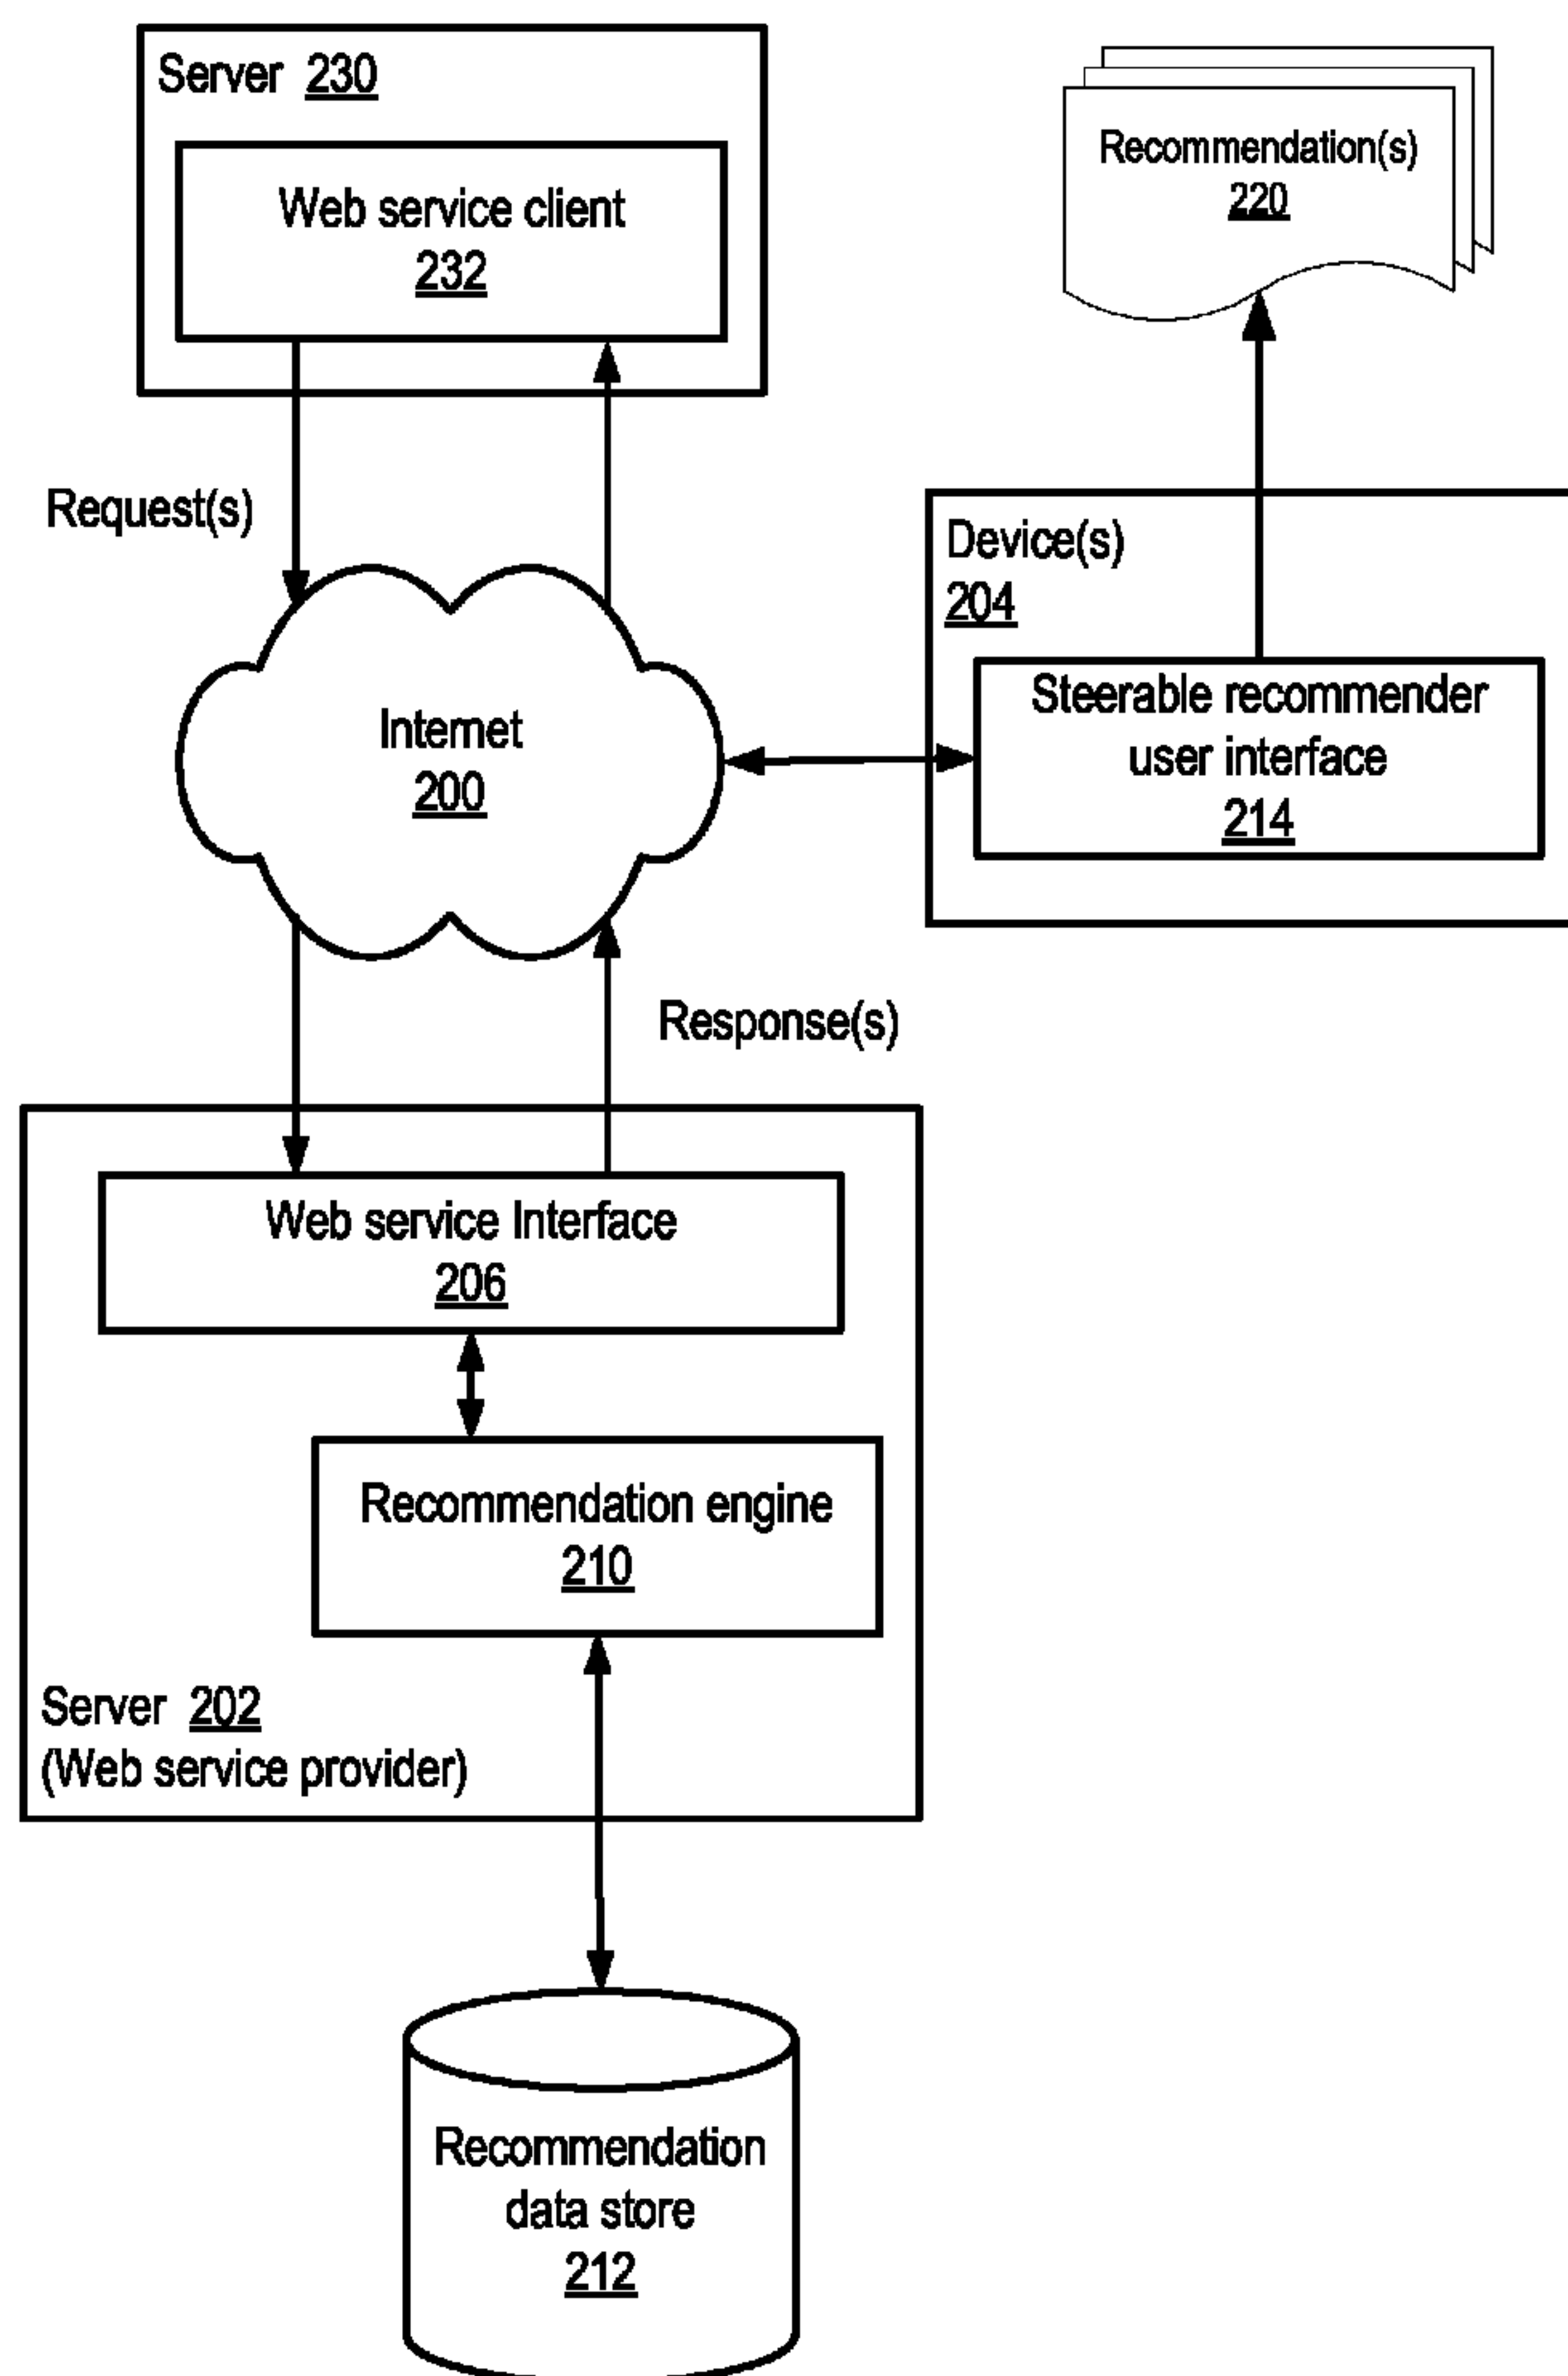 Server 230
Web service client
232
Recommendation(s)
220
Request(s)
Device(s)
204
Steerable recommender
user interface
214
Internet
200
Response(s)
Web service Interface
206
Recommendation engine
210
Server 202
(Web service provider)
Recommendation
data store
212